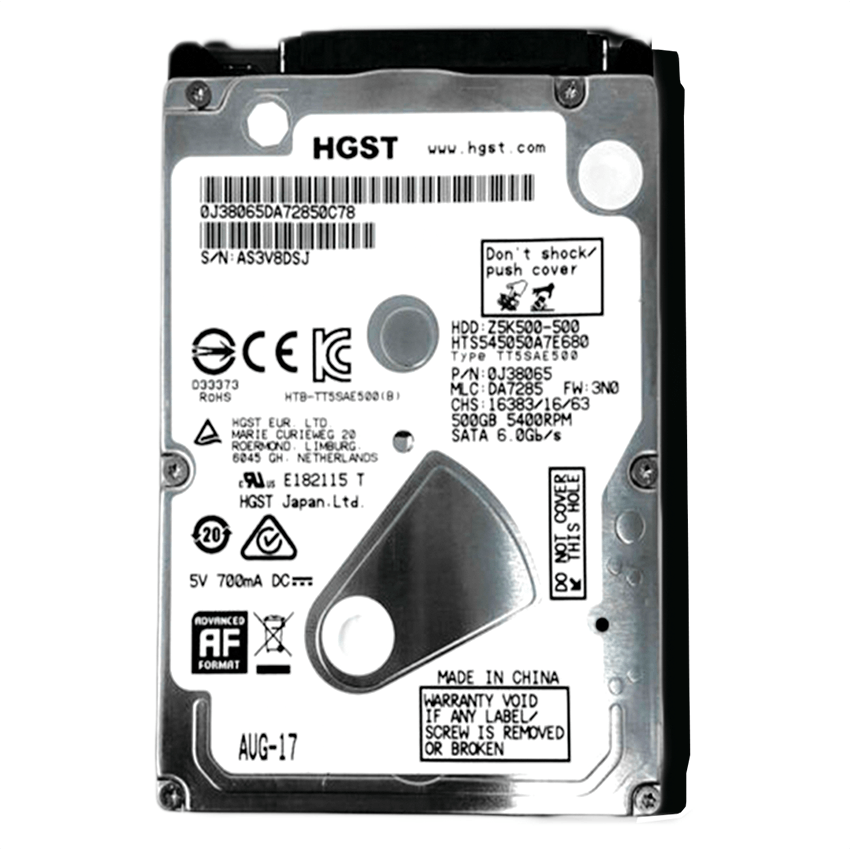 HGST www.hgst.com
0J38065DA72850C78
S/N:AS3V8DSJ
Don't shock/
push cover
HDD:Z5K500-500
HTS545050A7E680
Type TT5SAE500
P/N:0J38065
MLC:DA7285 FW:3N0
CHS:16383/16/63
500GB 5400RPM
SATA 6.0Gb/s
D33373
RoHS
HTB-TT5SAE500(B)
HGST EUR. LTD.
MARIE CURIEWEG 20
ROERMOND, LIMBURG.
6045 GH. NETHERLANDS
E182115 T
HGST Japan,Ltd.
20
5V 700mA DC
DO NOT COVER
THIS HOLE
ADVANCED
AF
FORMAT
MADE IN CHINA
WARRANTY VOID
IF ANY LABEL/
SCREW IS REMOVED
OR BROKEN
AUG-17